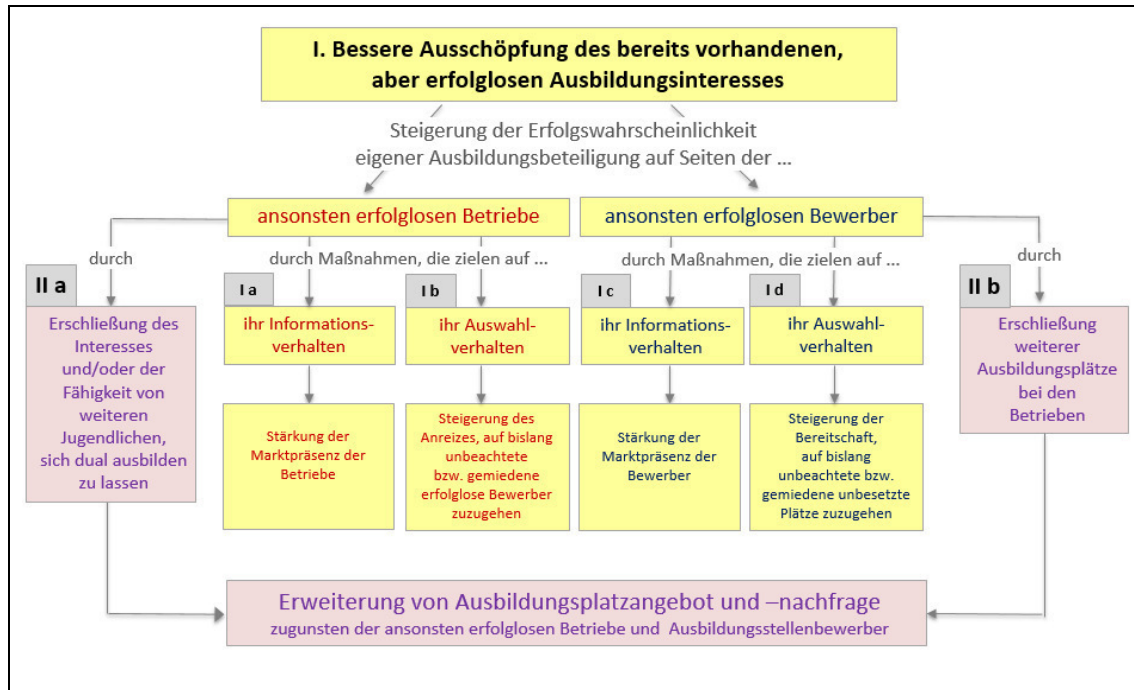 I. Bessere Ausschöpfung des bereits vorhandenen,
aber erfolglosen Ausbildungsinteresses
Steigerung der Erfolgswahrscheinlichkeit
eigener Ausbildungsbeteiligung auf Seiten der ...
ansonsten erfolglosen Betriebe
ansonsten erfolglosen Bewerber
durch
durch Maßnahmen, die zielen auf ...
durch Maßnahmen, die zielen auf ...
durch
II a
Erschließung des
Interesses
und/oder der
Fähigkeit von
weiteren
Jugendlichen,
sich dual ausbilden
zu lassen
I a
ihr Informations-
verhalten
Stärkung der
Marktpräsenz der
Betriebe
I b
ihr Auswahl-
verhalten
Steigerung des
Anreizes, auf bislang
unbeachtete
bzw. gemiedene
erfolglose Bewerber
zuzugehen
I c
ihr Informations-
verhalten
Stärkung der
Marktpräsenz der
Bewerber
I d
ihr Auswahl-
verhalten
Steigerung der
Bereitschaft,
auf bislang
unbeachtete bzw.
gemiedene unbesetzte
Plätze zuzugehen
II b
Erschließung
weiterer
Ausbildungsplätze
bei den
Betrieben
Erweiterung von Ausbildungsplatzangebot und –nachfrage
zugunsten der ansonsten erfolglosen Betriebe und Ausbildungsstellenbewerber